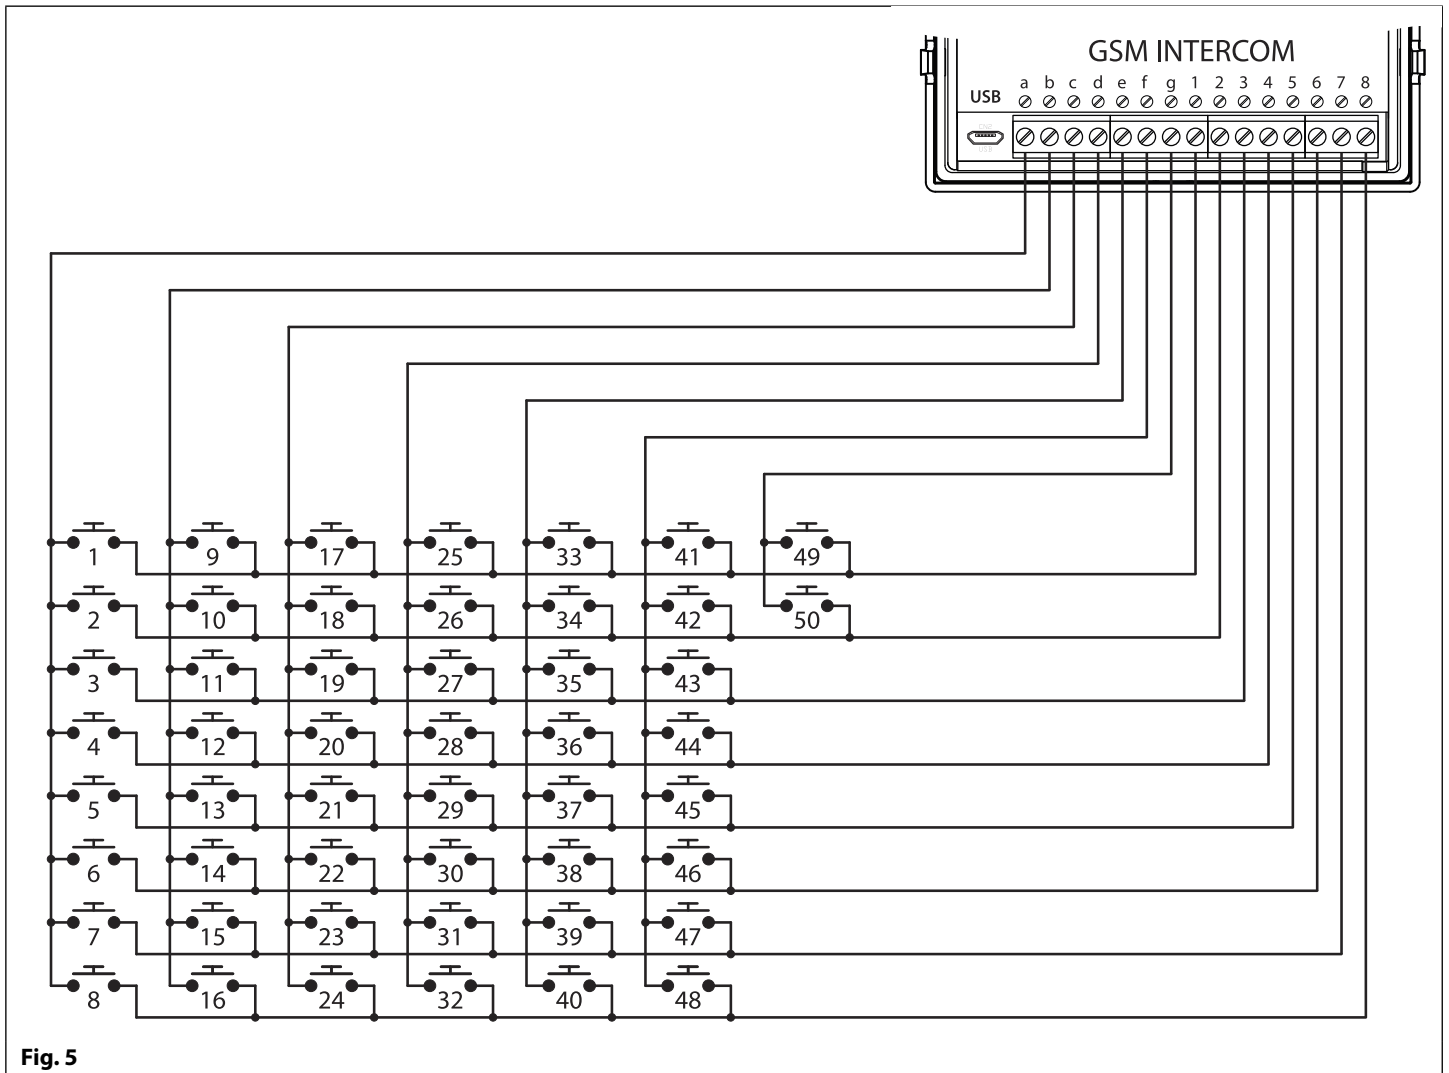 GSM INTERCOM
USB a b c d e f g 1 2 3 4 5 6 7 8
USB
1 9 17 25 33 41 49
2 10 18 26 34 42 50
3 11 19 27 35 43
4 12 20 28 36 44
5 13 21 29 37 45
6 14 22 30 38 46
7 15 23 31 39 47
8 16 24 32 40 48
Fig. 5